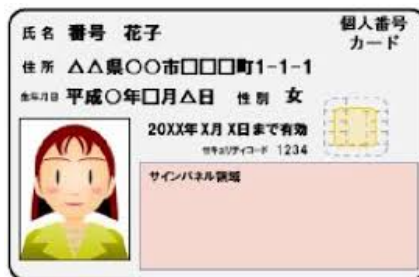 氏名 番号 花子
個人番号
カード
住所 △△県〇〇市□□□町1-1-1
生年月日 平成〇年□月△日 性別 女
20XX年X月X日まで有効
セキュリティコード 1234
サインパネル領域